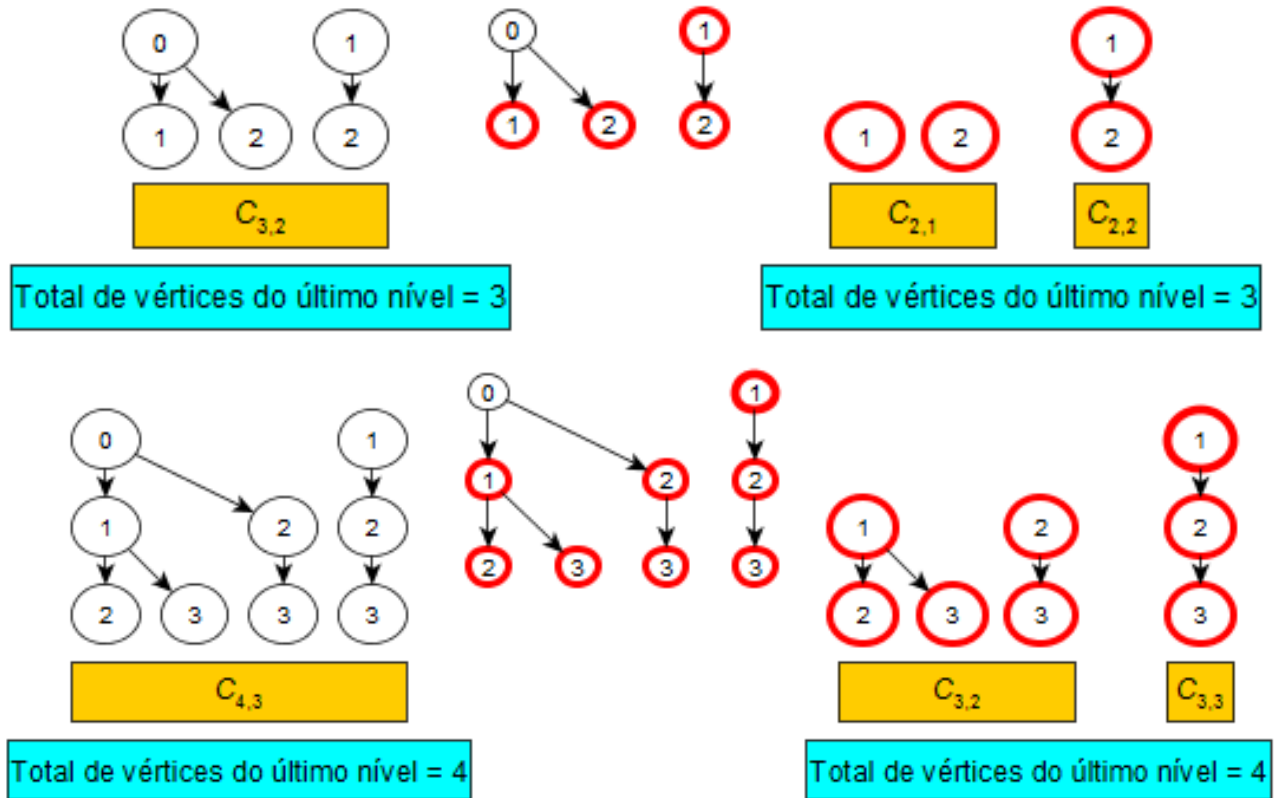 0 1 0 1 1
1 2 2 1 2 2 1 2 2
C3,2 C2,1 C2,2
Total de vértices do último nível = 3 Total de vértices do último nível = 3
0 1
0 1 1
1 2 2
1 2 2 1 2 2
2 3 3 3
2 3 3 3 2 3 3 3
C4,3 C3,2 C3,3
Total de vértices do último nível = 4 Total de vértices do último nível = 4